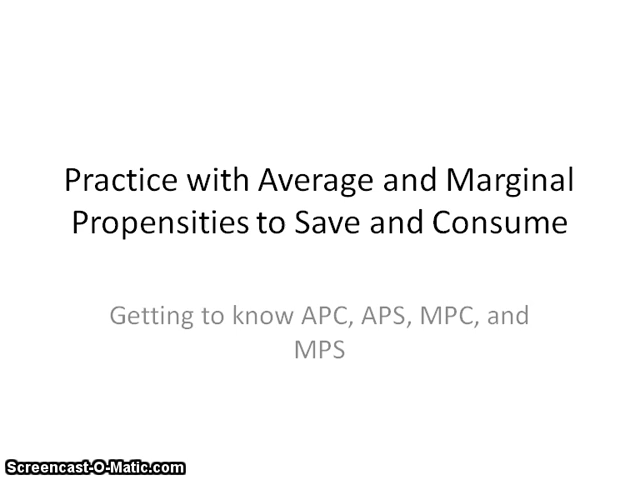 Practice with Average and Marginal
Propensities to Save and Consume
Getting to know APC, APS, MPC, and
MPS
Screencast-O-Matic.com